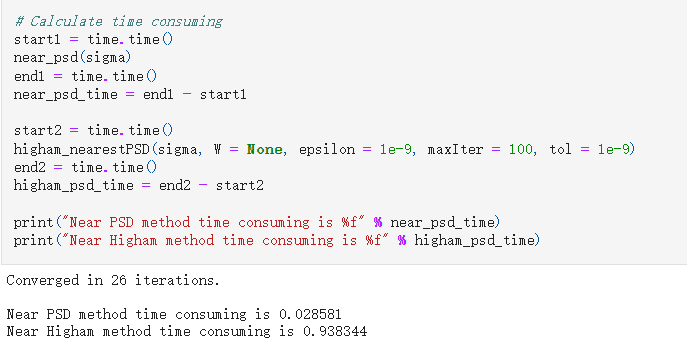 # Calculate time consuming
start1 = time.time()
near_psd(sigma)
end1 = time.time()
near_psd_time = end1 - start1

start2 = time.time()
higham_nearestPSD(sigma, W = None, epsilon = 1e-9, maxIter = 100, tol = 1e-9)
end2 = time.time()
higham_psd_time = end2 - start2

print("Near PSD method time consuming is %f" % near_psd_time)
print("Near Higham method time consuming is %f" % higham_psd_time)

Converged in 26 iterations.

Near PSD method time consuming is 0.028581
Near Higham method time consuming is 0.938344